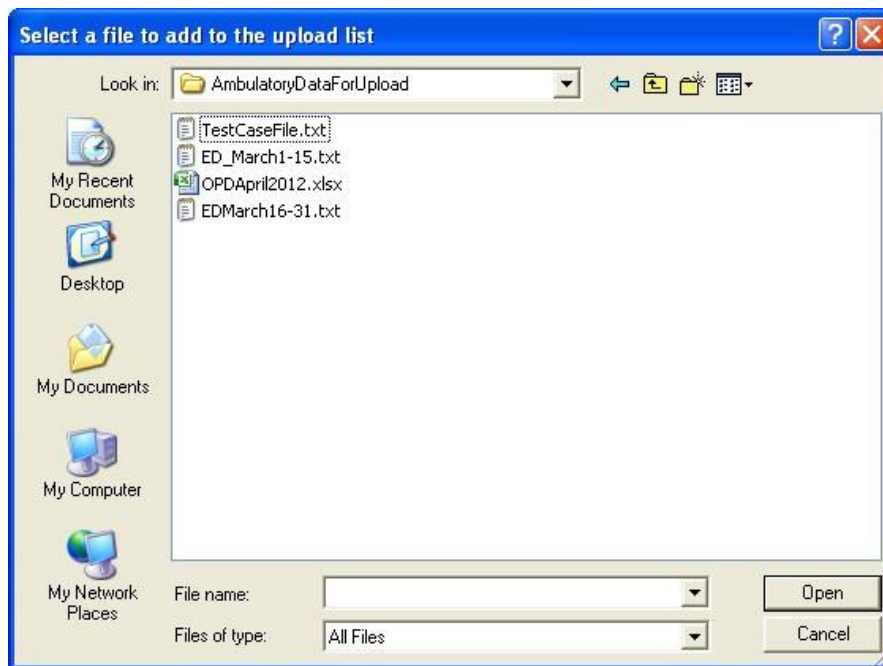 Select a file to add to the upload list
Look in: AmbulatoryDataForUpload
TestCaseFile.txt
ED_March1-15.txt
OPDApril2012.xlsx
EDMarch16-31.txt
My Recent
Documents
Desktop
My Documents
My Computer
My Network
Places
File name:
Open
Files of type: All Files
Cancel